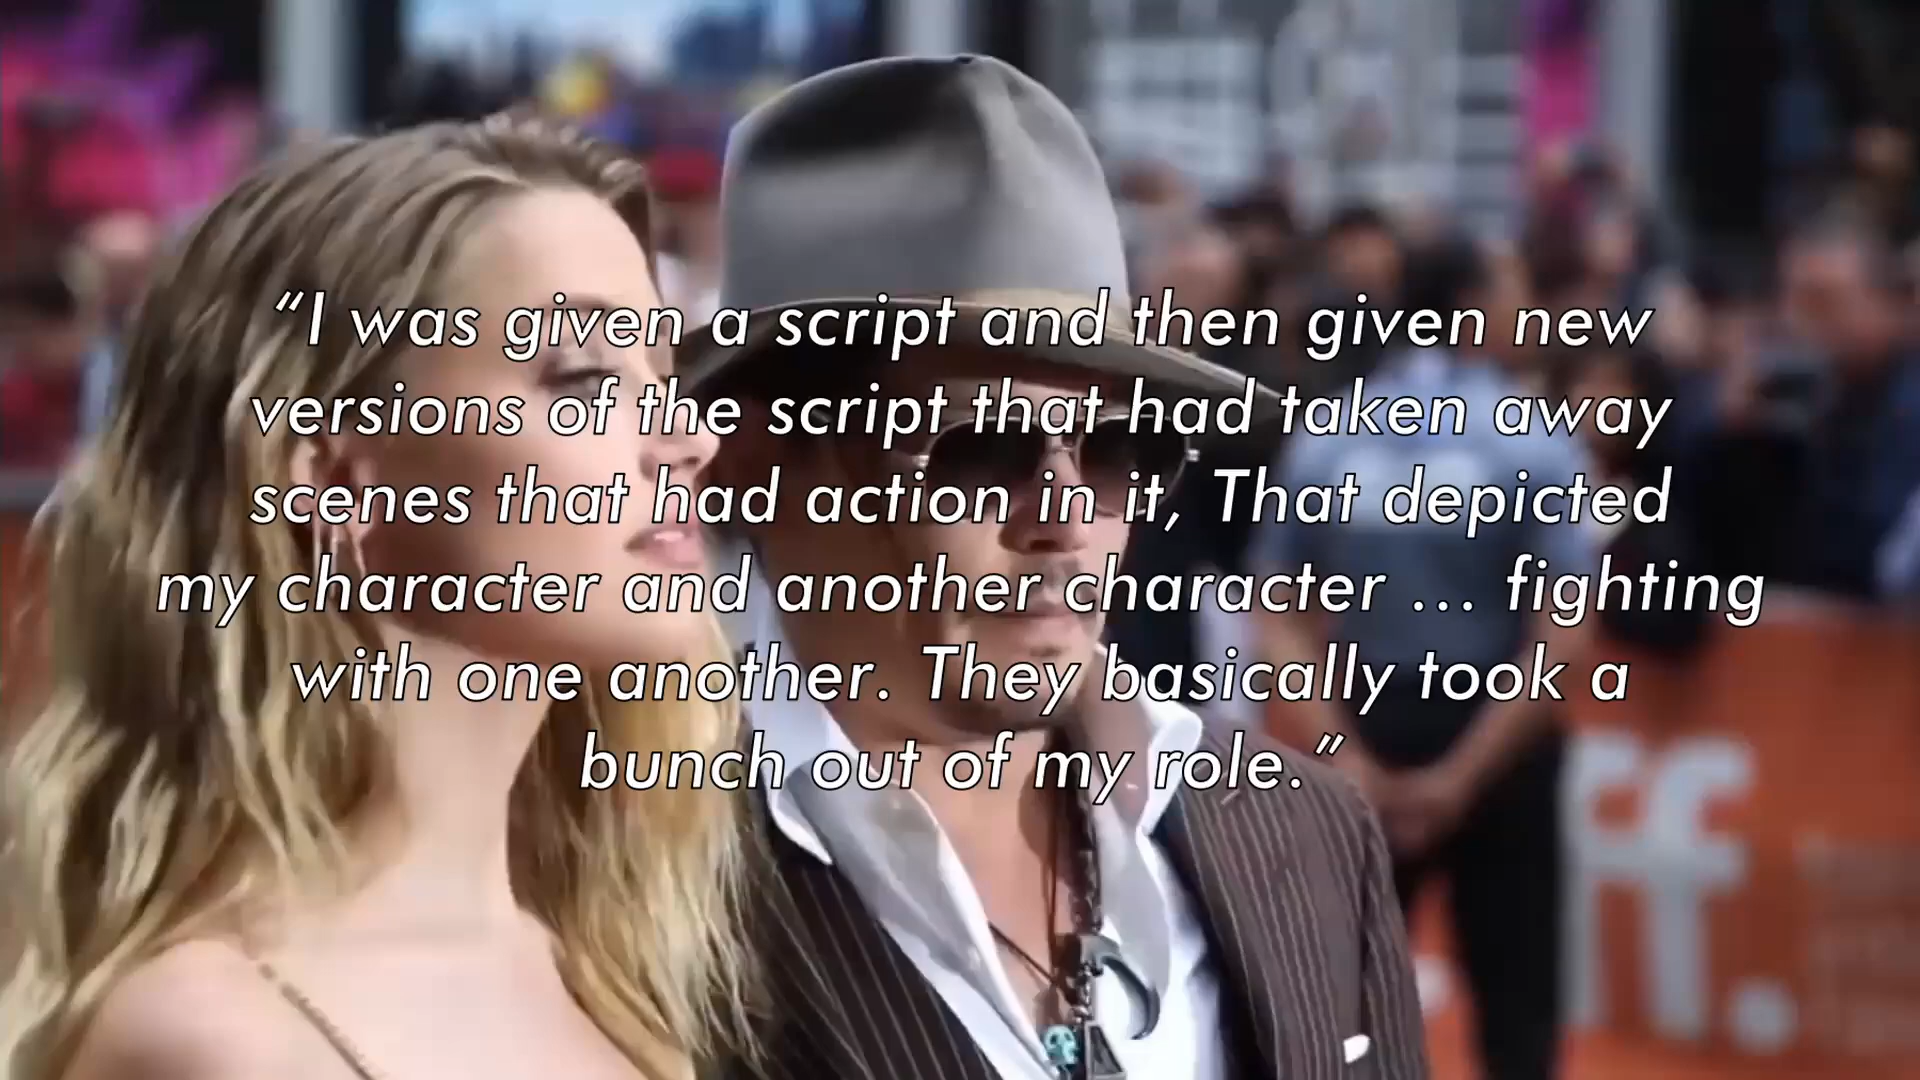 “I was given a script and then given new
versions of the script that had taken away
scenes that had action in it, That depicted
my character and another character ... fighting
with one another. They basically took a
bunch out of my role.”
ff.